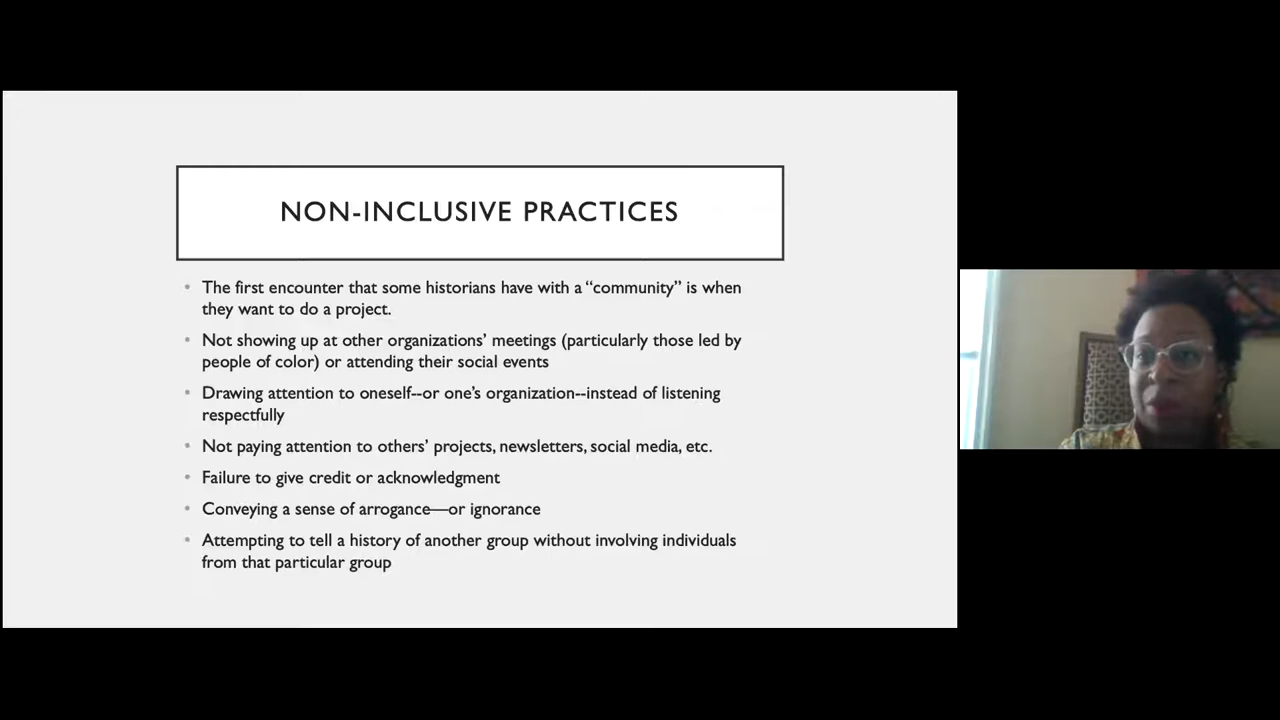 NON-INCLUSIVE PRACTICES
• The first encounter that some historians have with a “community” is when
they want to do a project.
• Not showing up at other organizations’ meetings (particularly those led by
people of color) or attending their social events
• Drawing attention to oneself--or one’s organization--instead of listening
respectfully
• Not paying attention to others’ projects, newsletters, social media, etc.
• Failure to give credit or acknowledgment
• Conveying a sense of arrogance—or ignorance
• Attempting to tell a history of another group without involving individuals
from that particular group